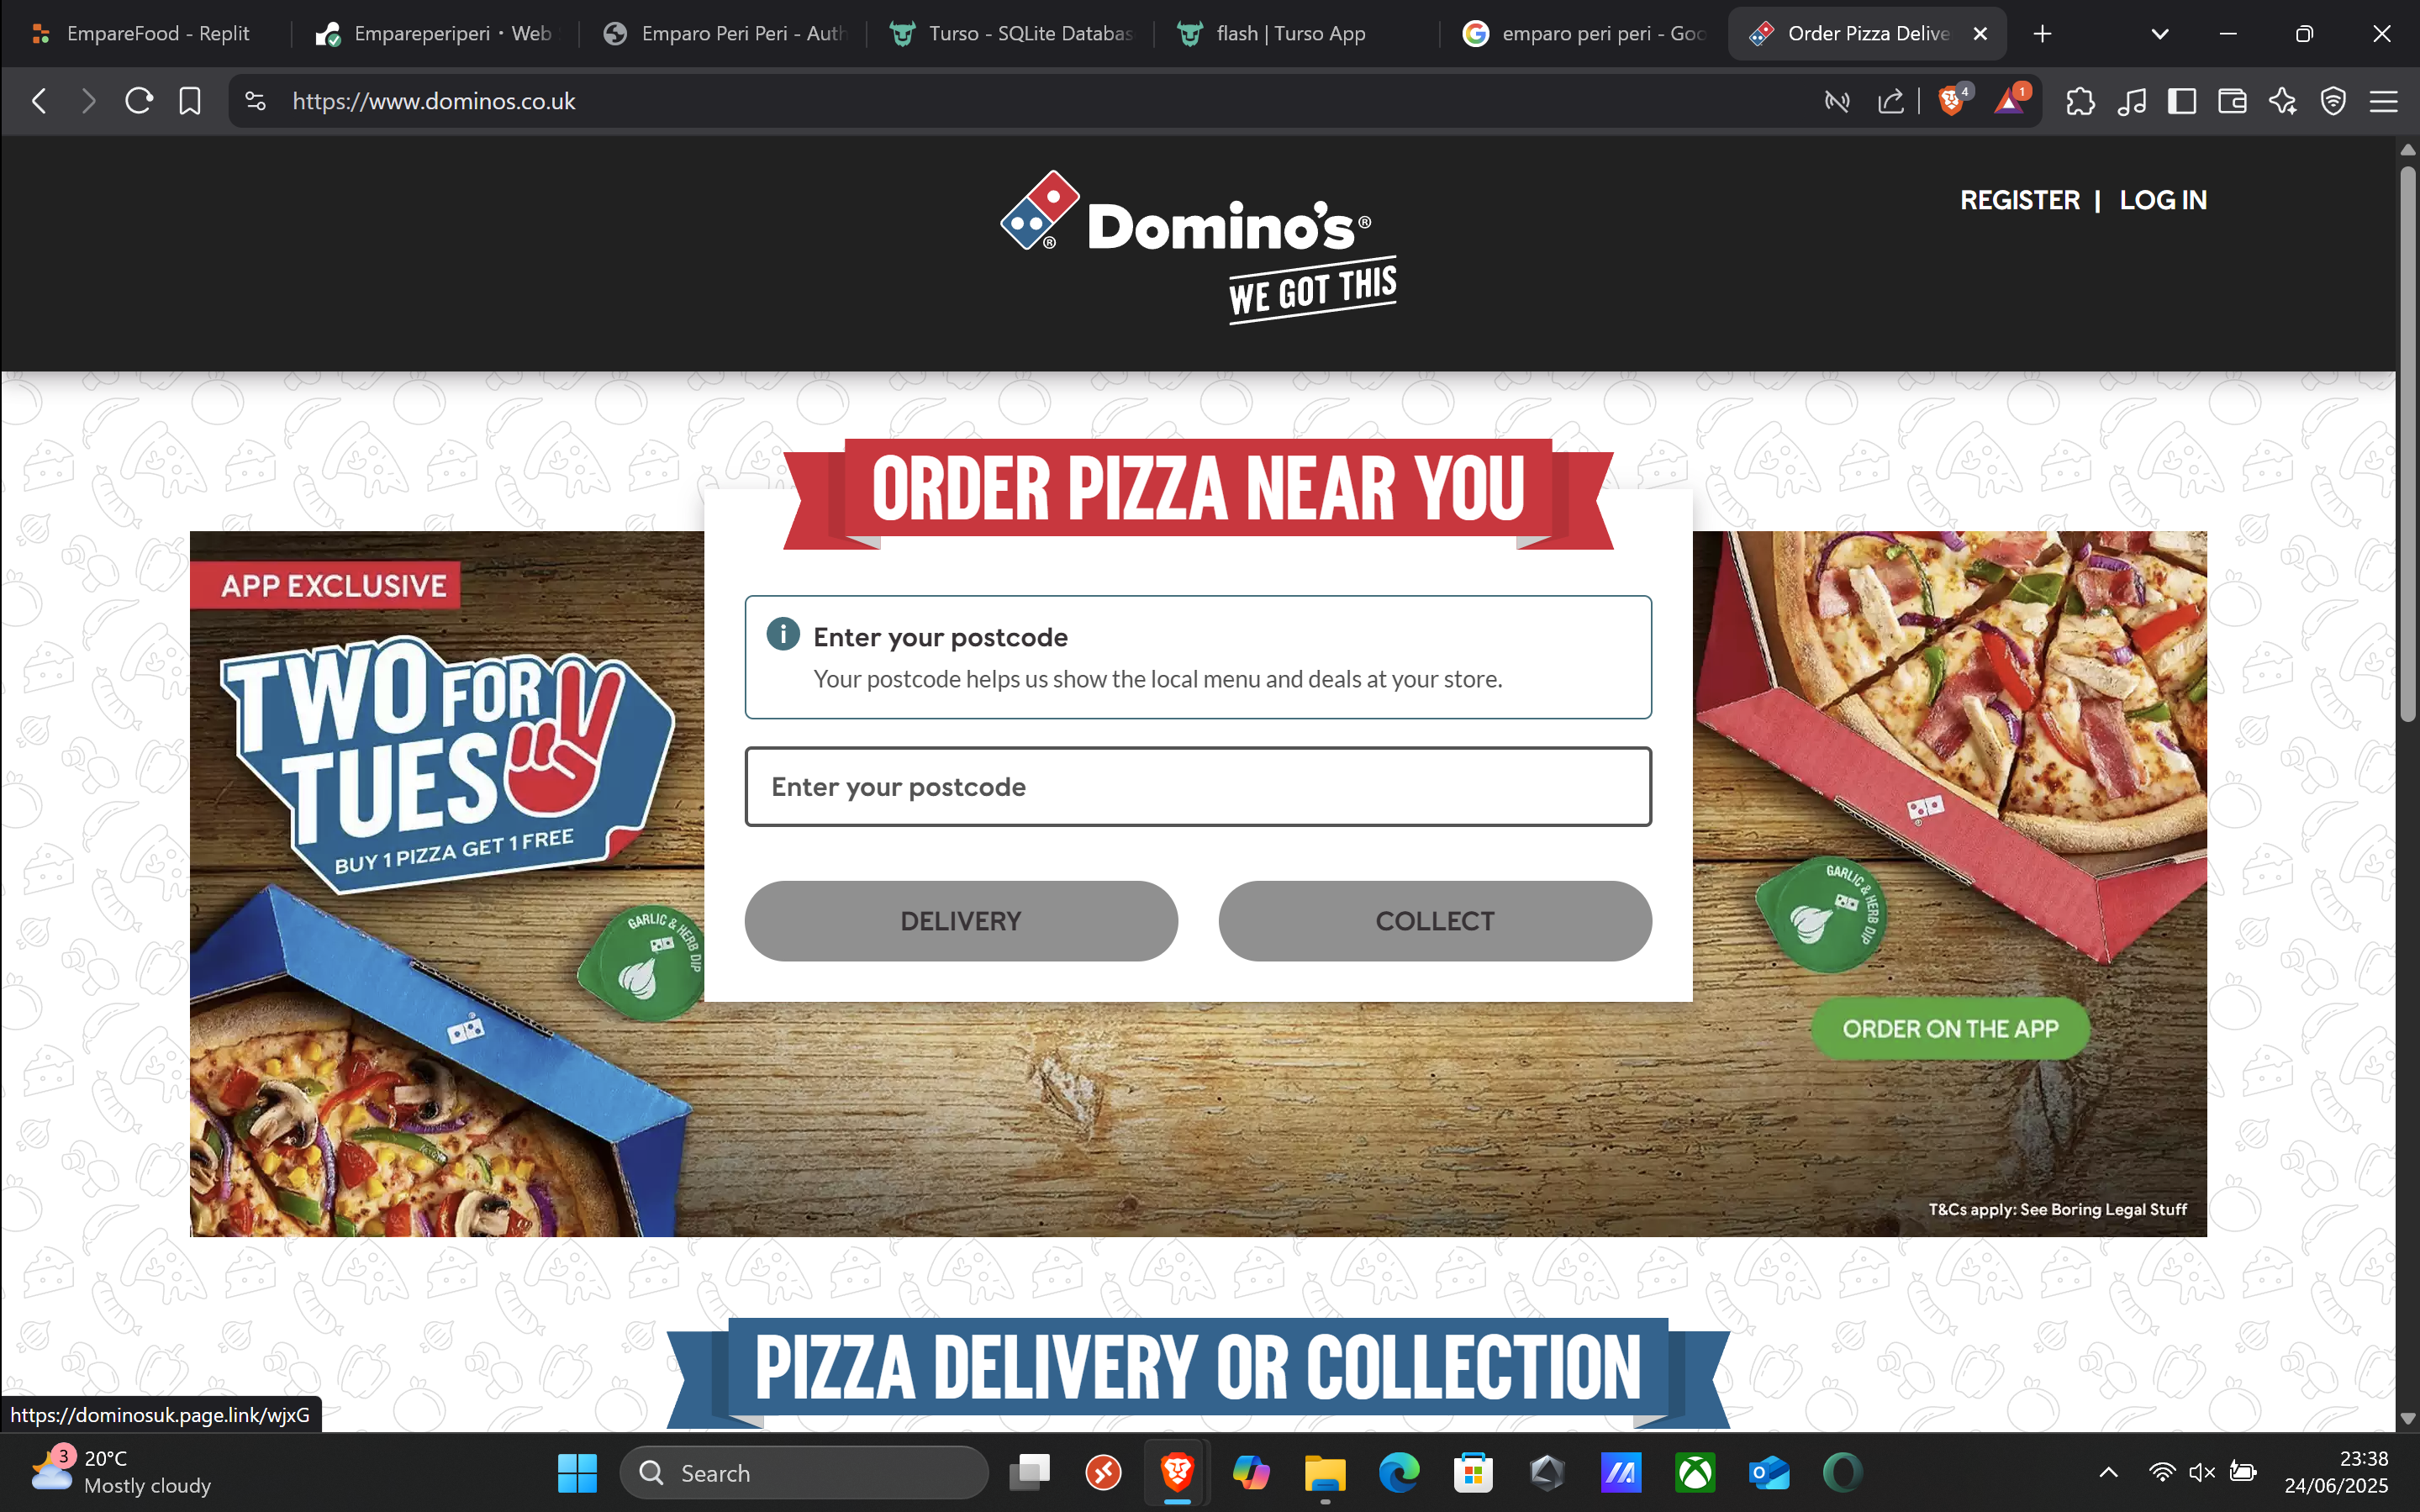 EmpareFood - Replit
Empareperiperi • Web
Emparo Peri Peri - Auth
Turso - SQLite Databas
flash | Turso App
emparo peri peri - Goo
Order Pizza Delive
https://www.dominos.co.uk
4
1
Domino's®
®
WE GOT THIS
REGISTER | LOG IN
ORDER PIZZA NEAR YOU
APP EXCLUSIVE
TWO FOR
TUES
BUY 1 PIZZA GET 1 FREE
Enter your postcode
Your postcode helps us show the local menu and deals at your store.
Enter your postcode
DELIVERY
COLLECT
GARLIC & HERB DIP
GARLIC & HERB DIP
ORDER ON THE APP
T&Cs apply: See Boring Legal Stuff
PIZZA DELIVERY OR COLLECTION
https://dominosuk.page.link/wjxG
3
20°C
Mostly cloudy
Search
23:38
24/06/2025